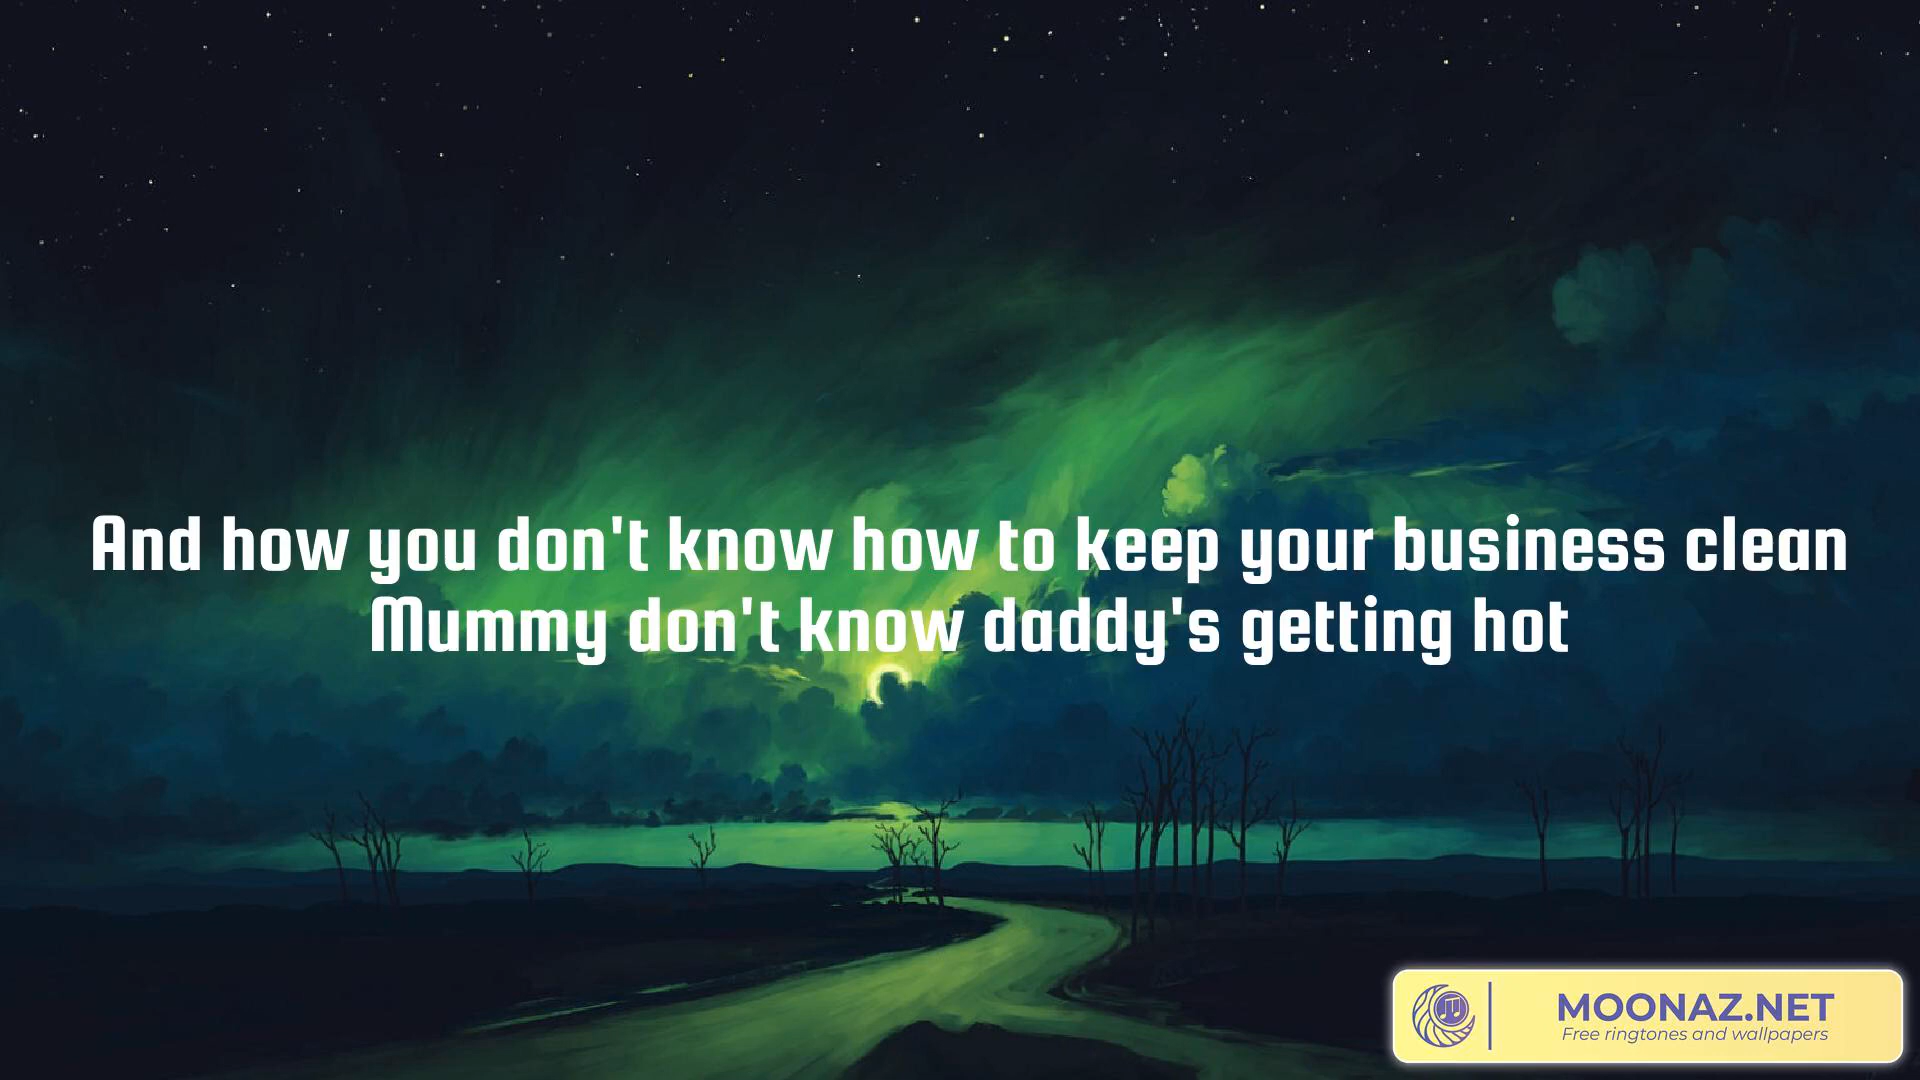 And how you don't know how to keep your business clean
Mummy don't know daddy's getting hot
MOONAZ.NET
Free ringtones and wallpapers